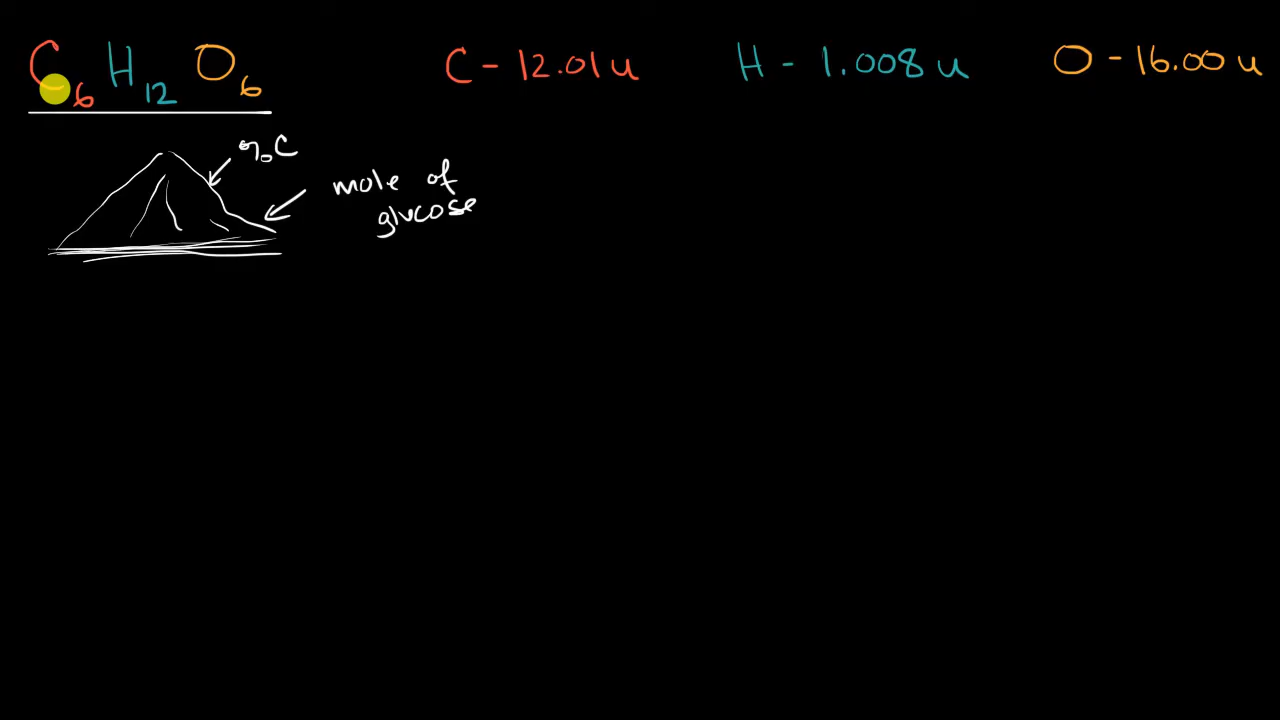 C₆H₁₂O₆
C - 12.01 u
H - 1.008 u
O - 16.00 u
% C
mole of
glucose